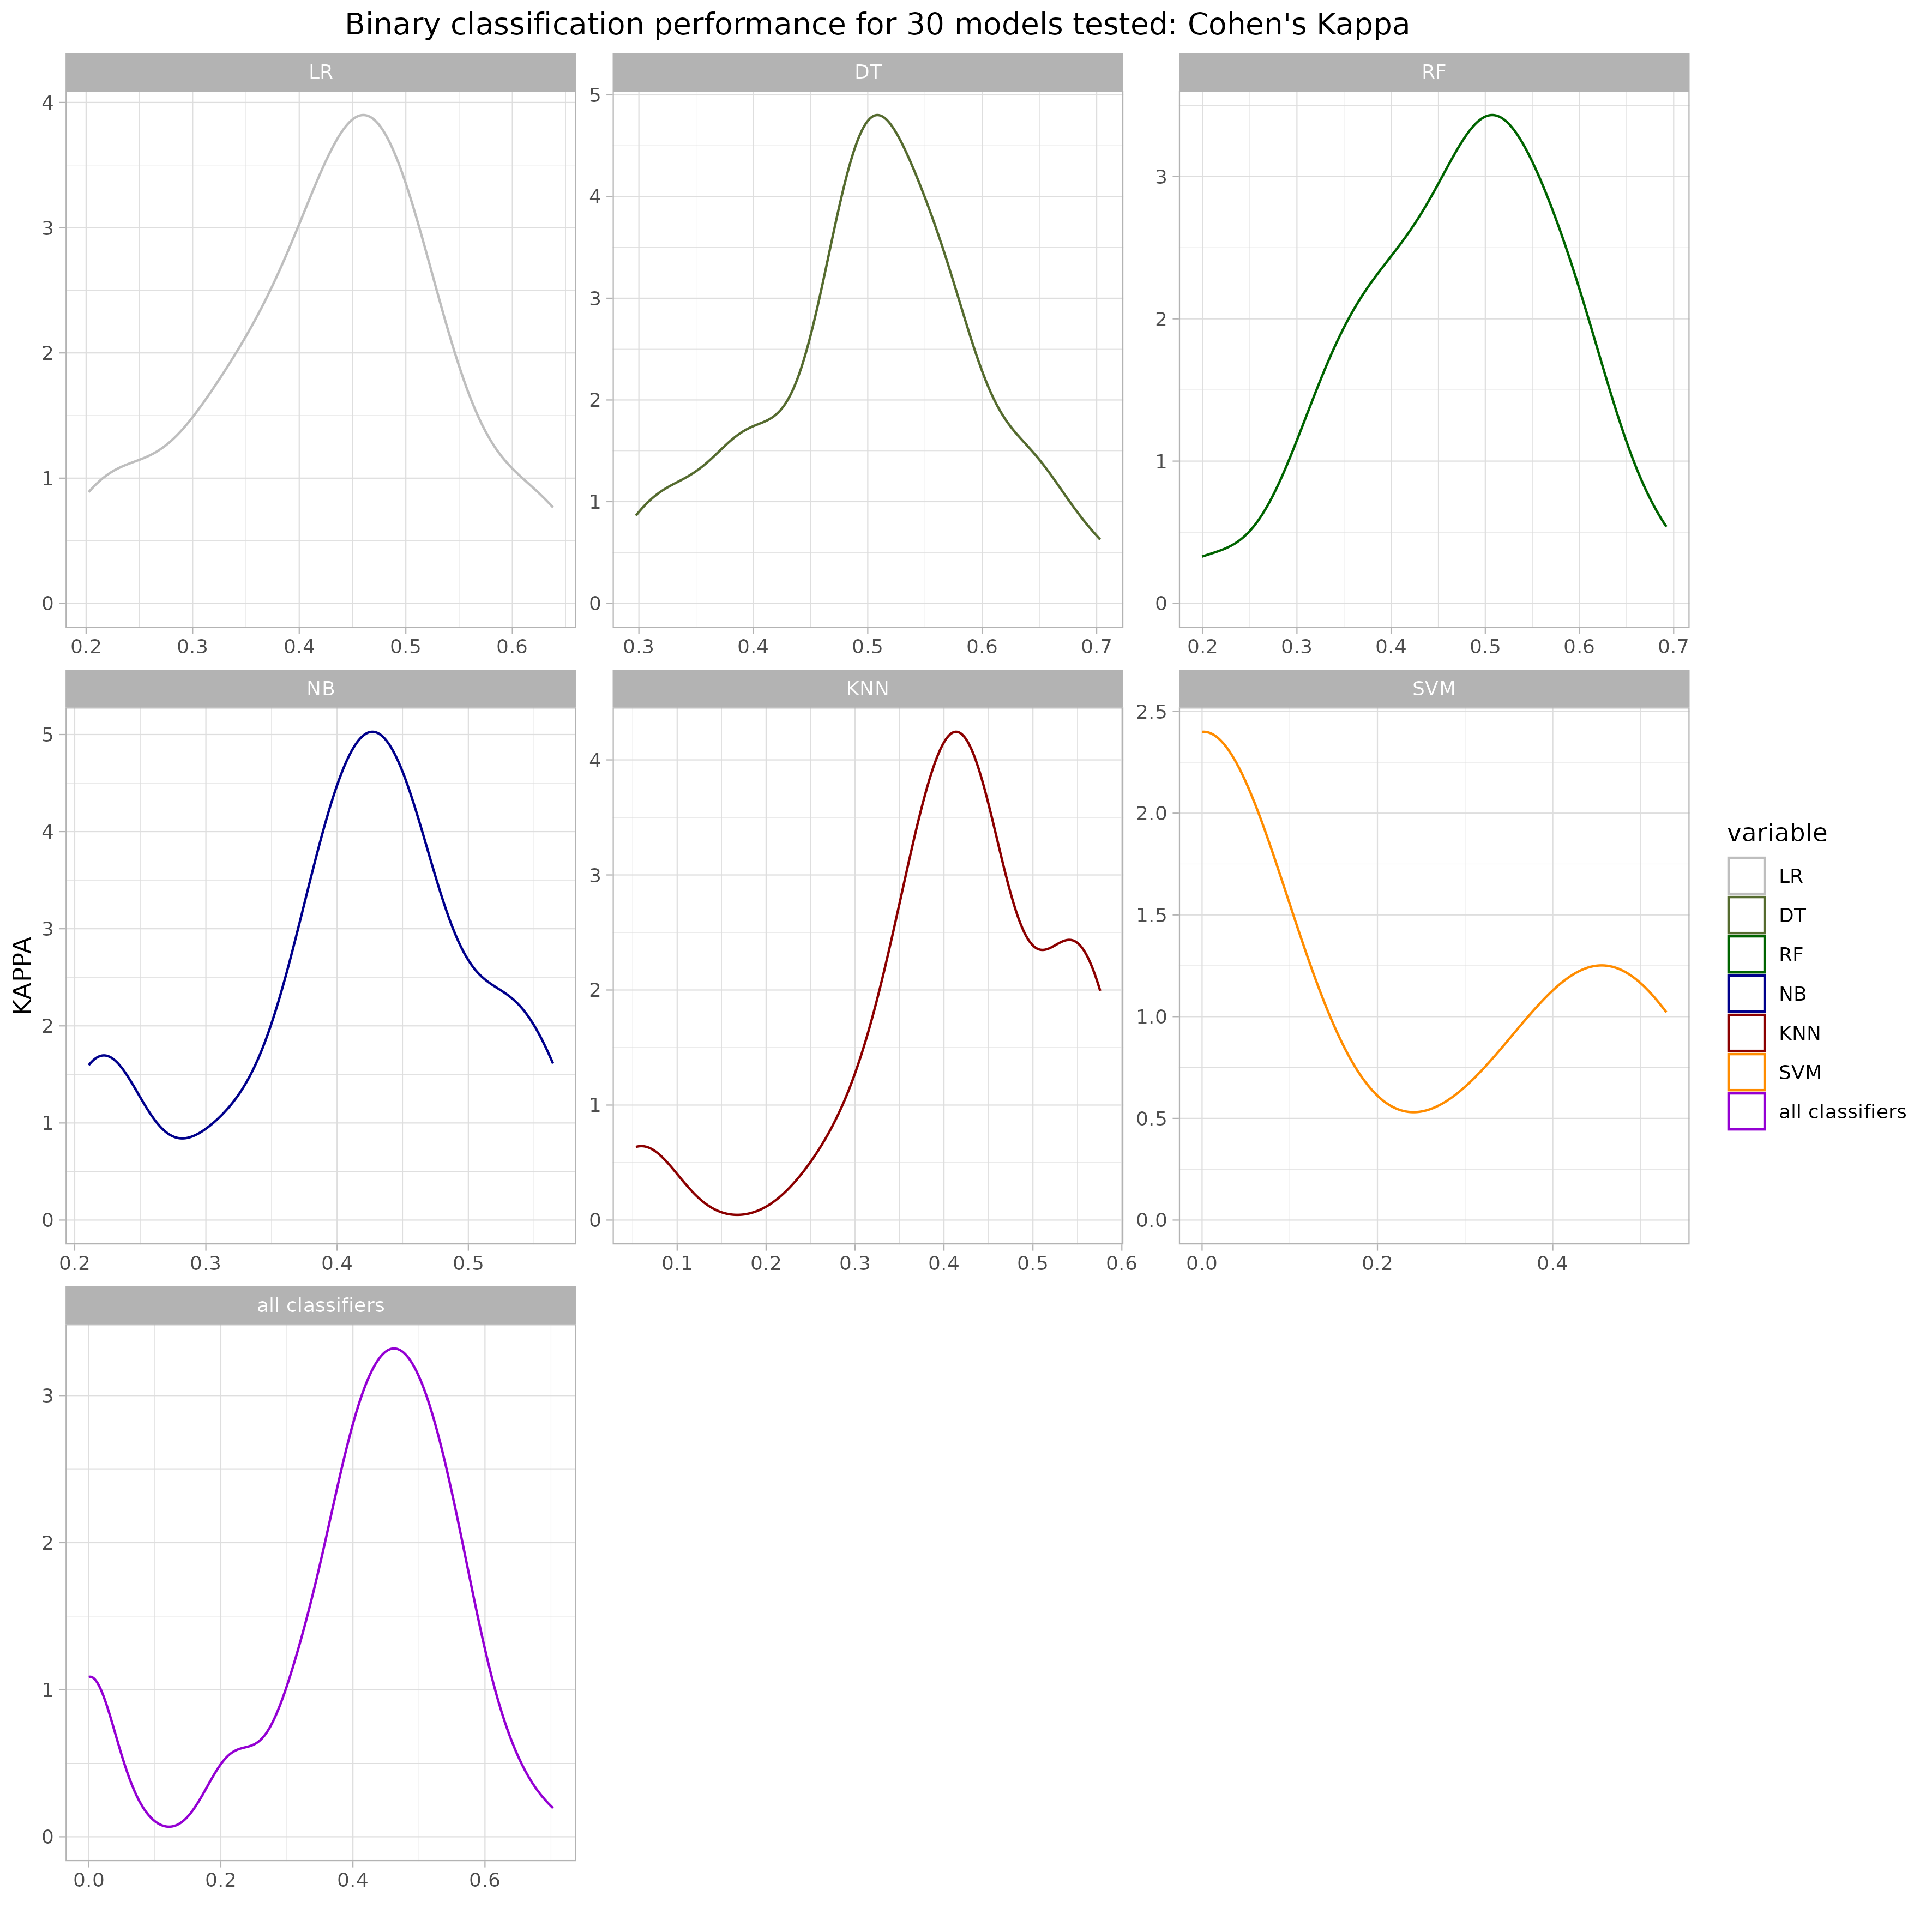 Binary classification performance for 30 models tested: Cohen's Kappa
LR
DT
RF
4
3
2
1
0
0.2 0.3 0.4 0.5 0.6
5
4
3
2
1
0
0.3 0.4 0.5 0.6 0.7
3
2
1
0
0.2 0.3 0.4 0.5 0.6 0.7
NB
KNN
SVM
5
4
3
2
1
0
0.2 0.3 0.4 0.5
4
3
2
1
0
0.1 0.2 0.3 0.4 0.5 0.6
2.5
2.0
1.5
1.0
0.5
0.0
0.0 0.2 0.4
all classifiers
3
2
1
0
0.0 0.2 0.4 0.6
KAPPA
variable
LR
DT
RF
NB
KNN
SVM
all classifiers